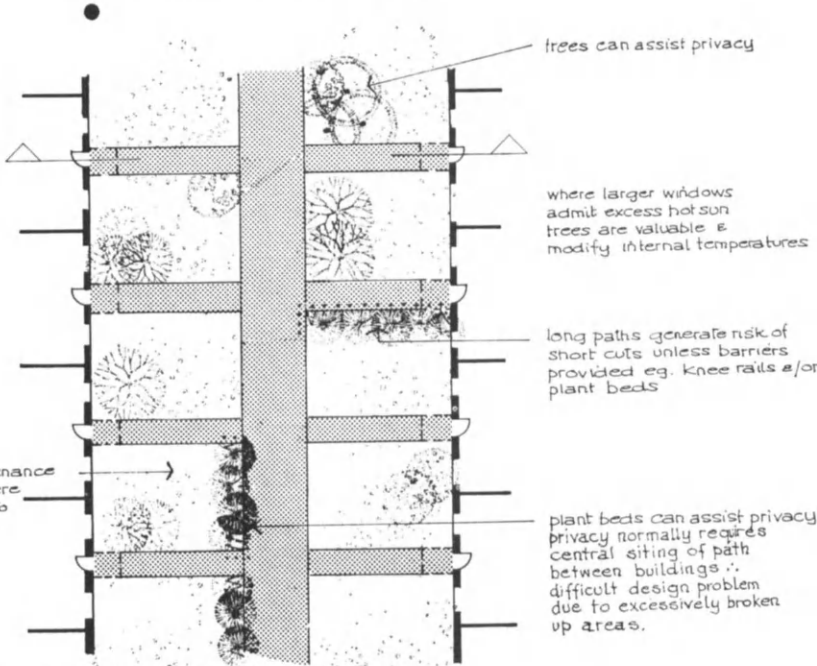 trees can assist privacy
where larger windows
admit excess hot sun
trees are valuable &
modify internal temperatures
long paths generate risk of
short cuts unless barriers
provided eg. knee rails &/or
plant beds
plant beds can assist privacy
privacy normally requires
central siting of path
between buildings ∴
difficult design problem
due to excessively broken
up areas.